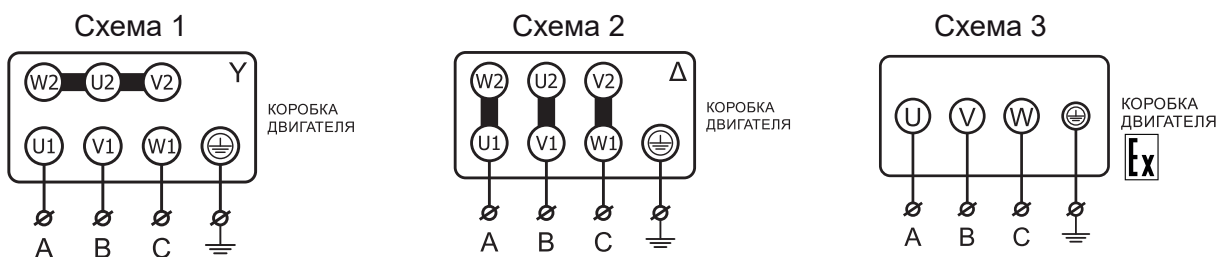 Схема 1
W2 U2 V2 Y
U1 V1 W1
КОРОБКА
ДВИГАТЕЛЯ
A B C
Схема 2
W2 U2 V2 Δ
U1 V1 W1
КОРОБКА
ДВИГАТЕЛЯ
A B C
Схема 3
U V W
КОРОБКА
ДВИГАТЕЛЯ
Ex
A B C